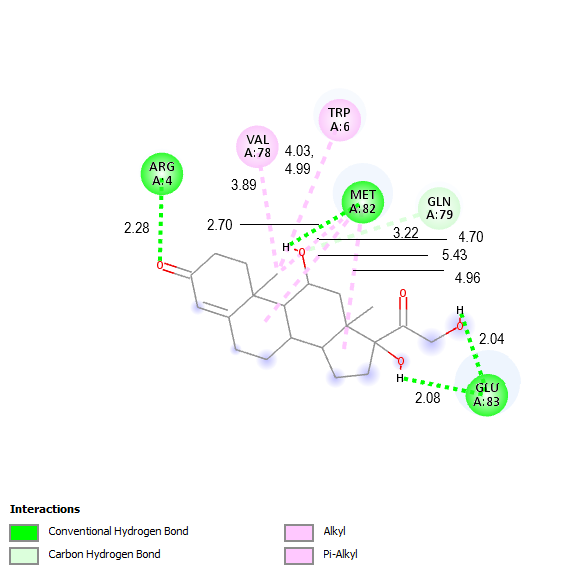 TRP
A:6
VAL
A:78
4.03,
4.99
ARG
A:4
3.89
MET
A:82
GLN
A:79
2.28
2.70
3.22
4.70
H
O
5.43
O
4.96
O
H
O
2.04
O
H
2.08
GLU
A:83
Interactions
Conventional Hydrogen Bond
Alkyl
Carbon Hydrogen Bond
Pi-Alkyl